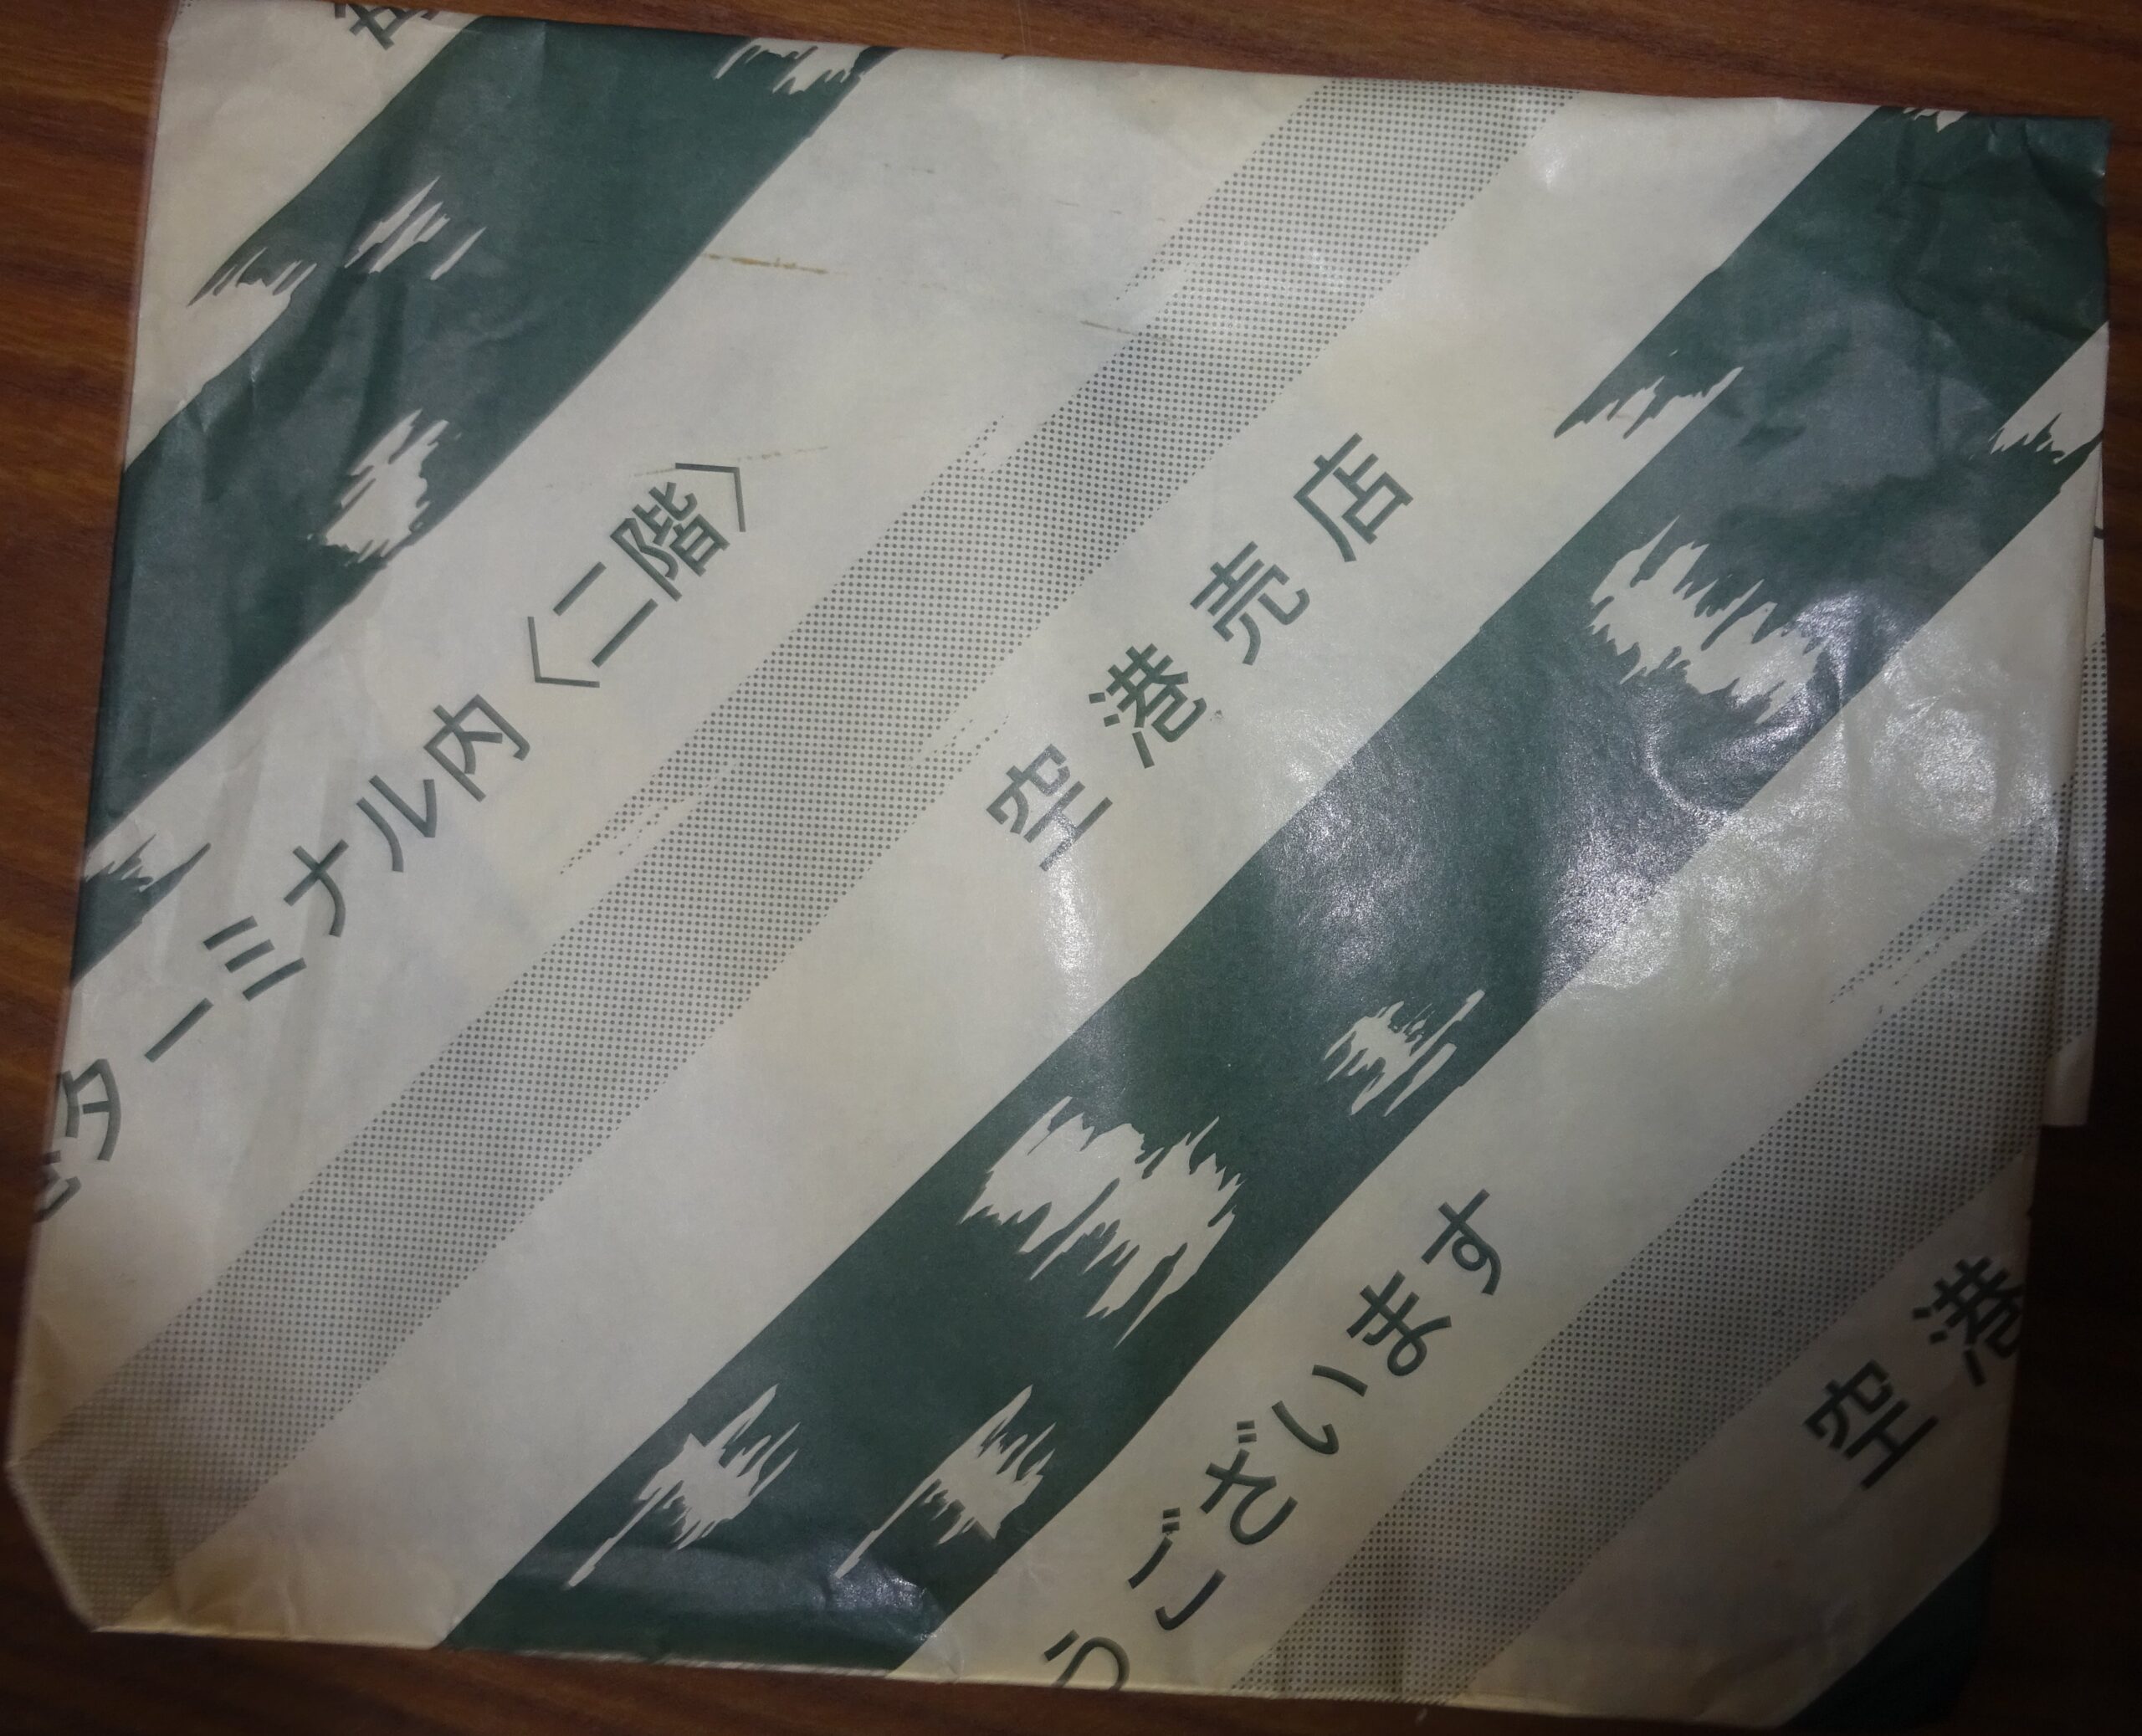 ターミナル内〈二階〉
空港売店
うございます
空港